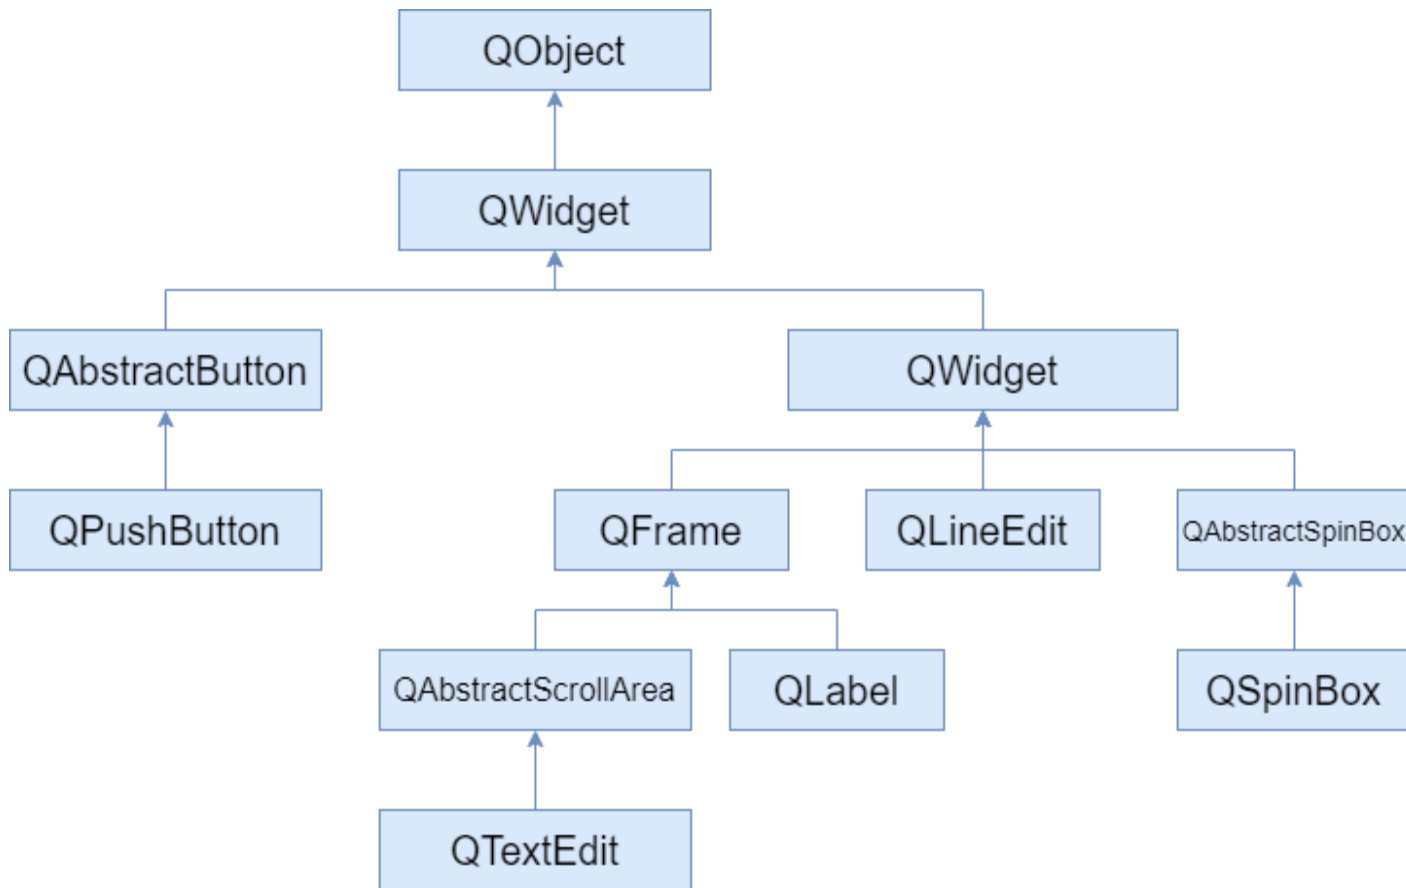 QObject
QWidget
QAbstractButton
QWidget
QPushButton
QFrame
QLineEdit
QAbstractSpinBox
QAbstractScrollArea
QLabel
QSpinBox
QTextEdit